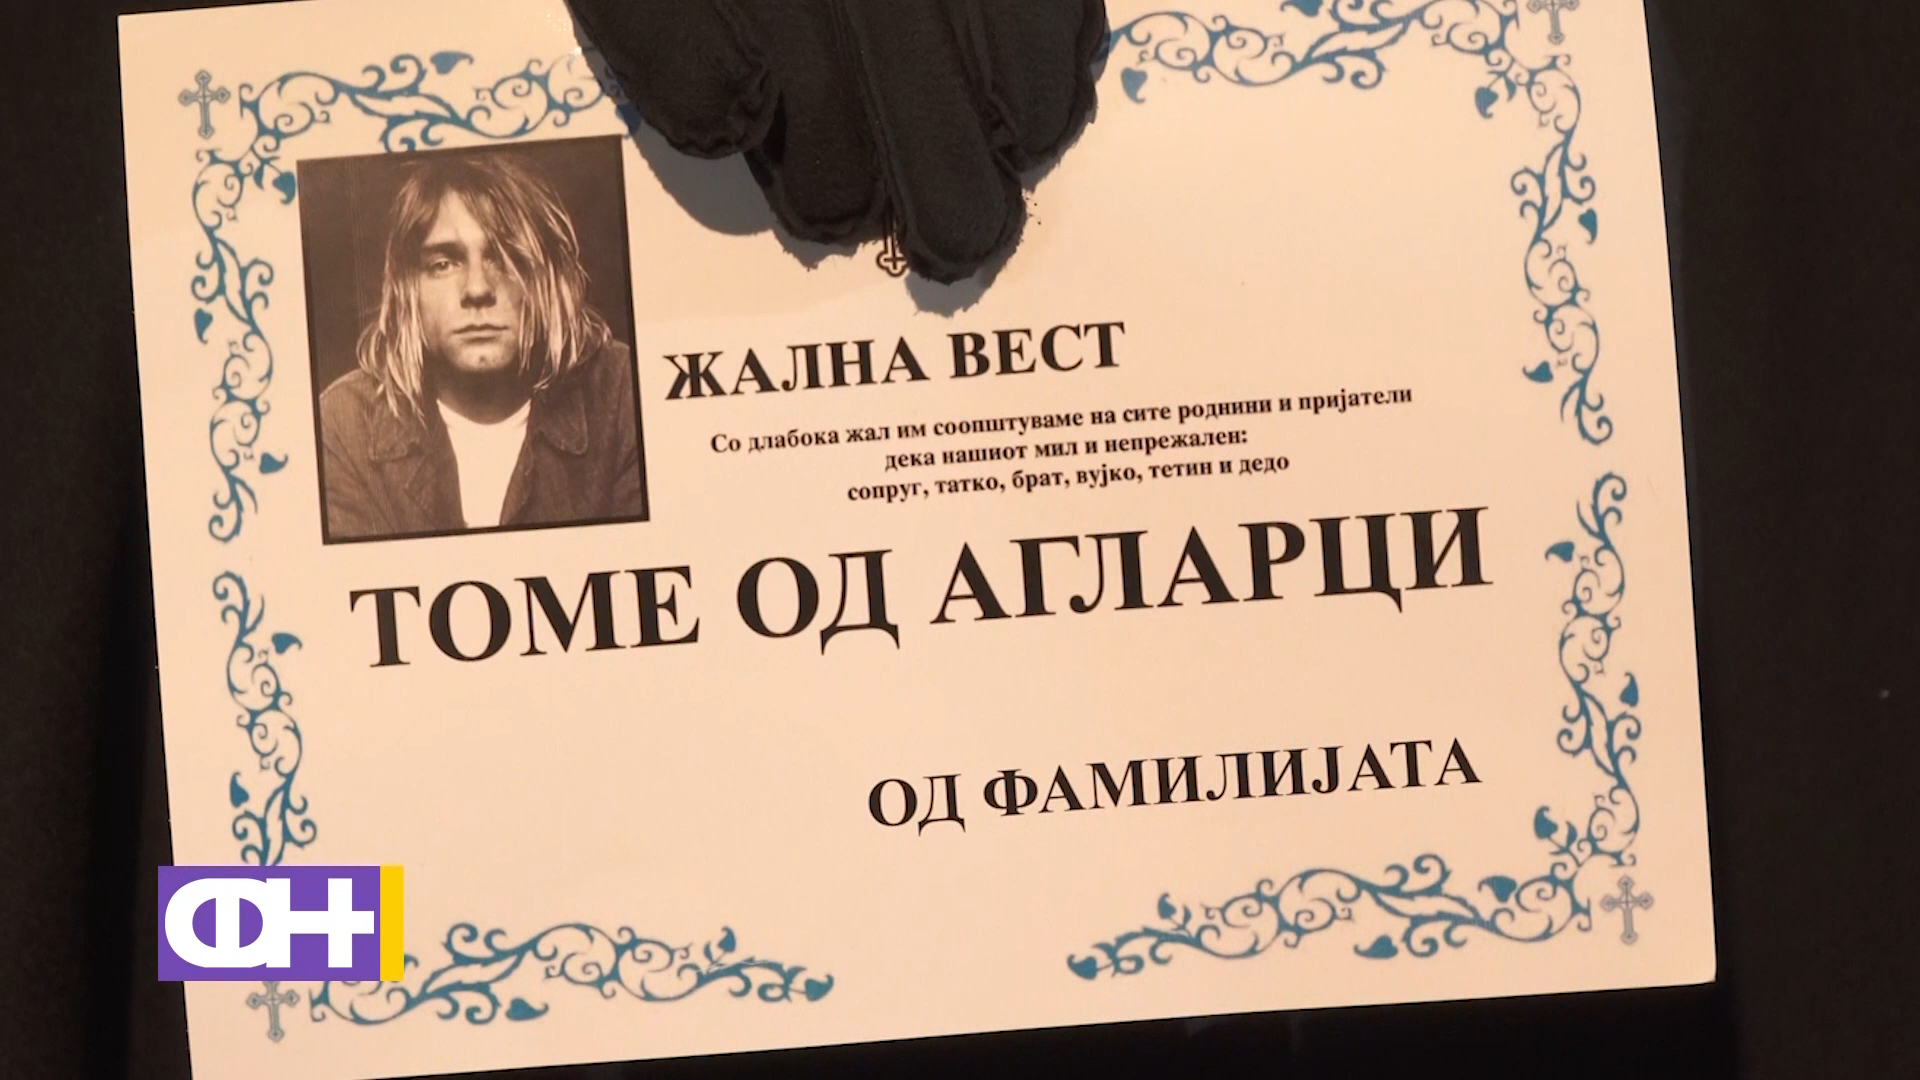 ЖАЛНА ВЕСТ
Со длабока жал им соопштуваме на сите роднини и пријатели
дека нашиот мил и непрежален:
сопруг, татко, брат, вујко, тетин и дедо
ТОМЕ ОД АГЛАРЦИ
ОД ФАМИЛИЈАТА
ФН